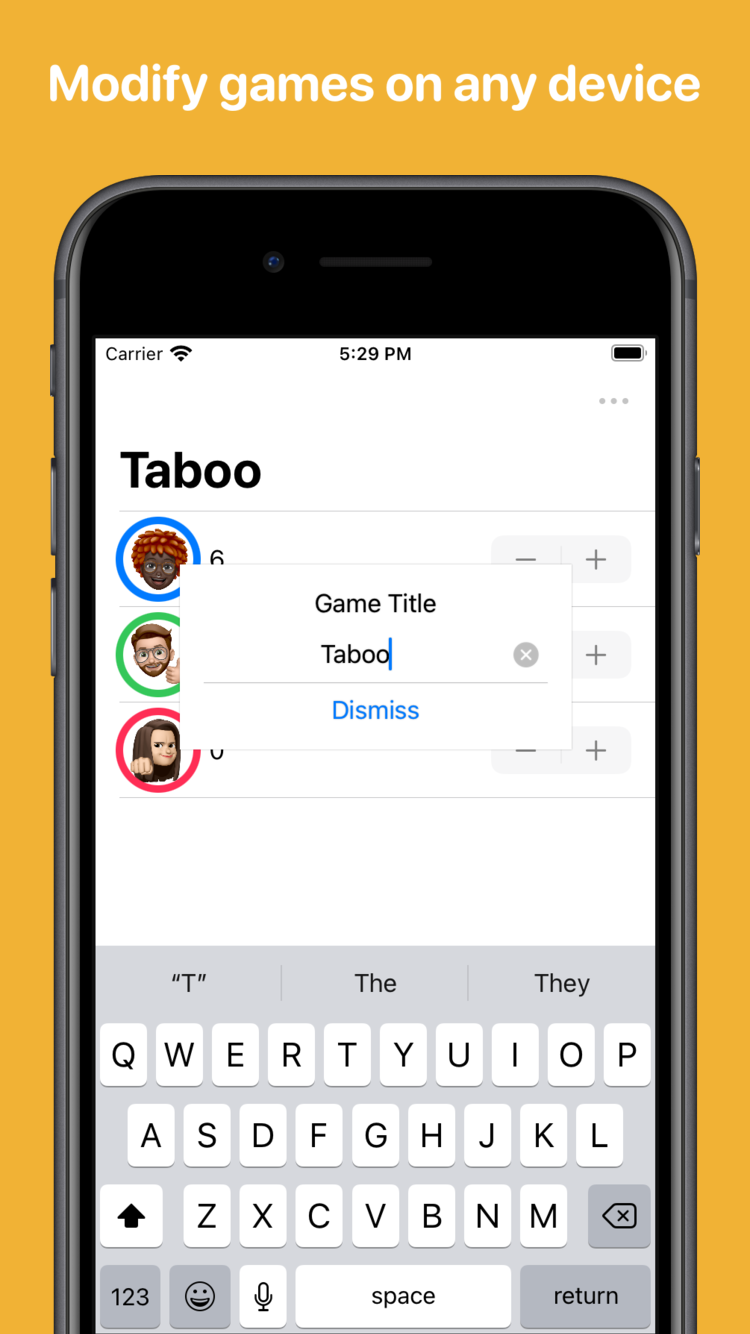 Modify games on any device
Carrier 5:29 PM
Taboo
6
Game Title
Taboo
Dismiss
0
“T” The They
Q W E R T Y U I O P
A S D F G H J K L
Z X C V B N M
123 space return